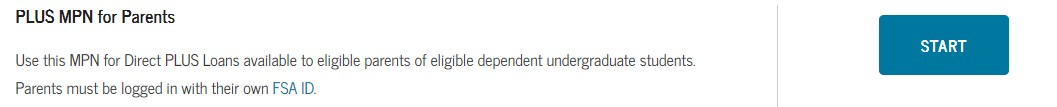 PLUS MPN for Parents
START
Use this MPN for Direct PLUS Loans available to eligible parents of eligible dependent undergraduate students.
Parents must be logged in with their own FSA ID.